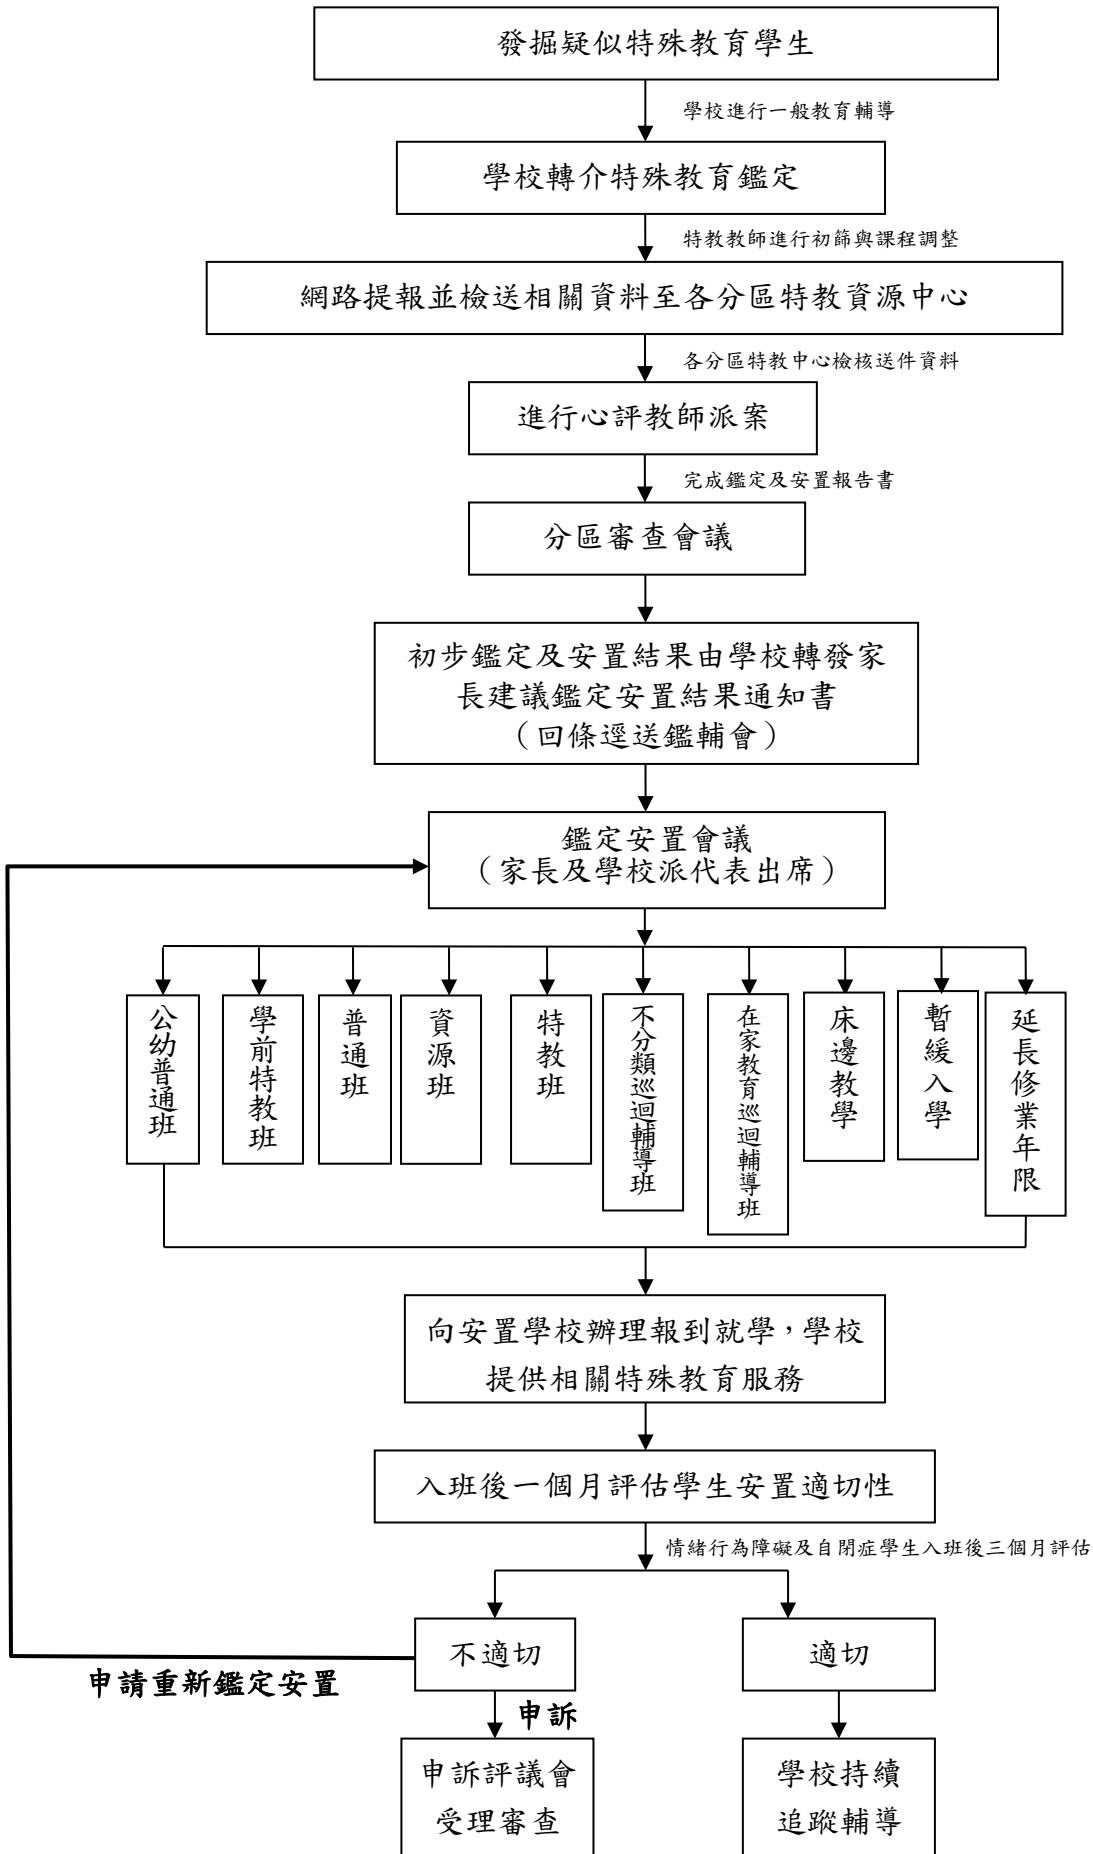 發掘疑似特殊教育學生
學校進行一般教育輔導
學校轉介特殊教育鑑定
特教教師進行初篩與課程調整
網路提報並檢送相關資料至各分區特教資源中心
各分區特教中心檢核送件資料
進行心評教師派案
完成鑑定及安置報告書
分區審查會議
初步鑑定及安置結果由學校轉發家
長建議鑑定安置結果通知書
（回條逕送鑑輔會）
鑑定安置會議
（家長及學校派代表出席）
公幼普通班
學前特教班
普通班
資源班
特教班
不分類巡迴輔導班
在家教育巡迴輔導班
床邊教學
暫緩入學
延長修業年限
向安置學校辦理報到就學，學校
提供相關特殊教育服務
入班後一個月評估學生安置適切性
情緒行為障礙及自閉症學生入班後三個月評估
不適切
適切
申請重新鑑定安置
申訴
申訴評議會
受理審查
學校持續
追蹤輔導